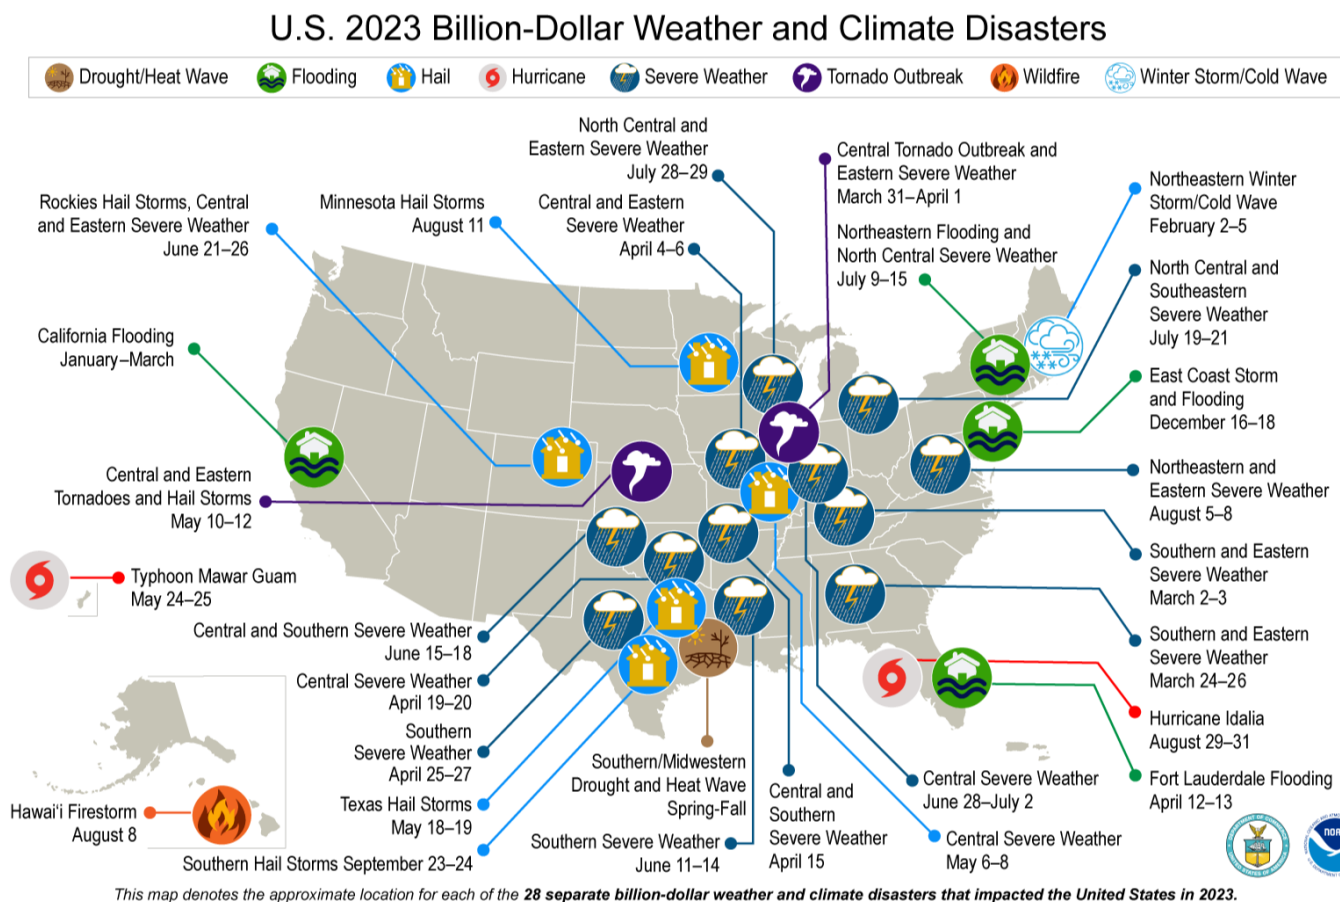 U.S. 2023 Billion-Dollar Weather and Climate Disasters
Drought/Heat Wave
Flooding
Hail
Hurricane
Severe Weather
Tornado Outbreak
Wildfire
Winter Storm/Cold Wave
North Central and
Eastern Severe Weather
July 28–29
Central Tornado Outbreak and
Eastern Severe Weather
March 31–April 1
Northeastern Winter
Storm/Cold Wave
February 2–5
Rockies Hail Storms, Central
and Eastern Severe Weather
June 21–26
Minnesota Hail Storms
August 11
Central and Eastern
Severe Weather
April 4–6
Northeastern Flooding and
North Central Severe Weather
July 9–15
North Central and
Southeastern
Severe Weather
July 19–21
California Flooding
January–March
East Coast Storm
and Flooding
December 16–18
Central and Eastern
Tornadoes and Hail Storms
May 10–12
Northeastern and
Eastern Severe Weather
August 5–8
Southern and Eastern
Severe Weather
March 2–3
Typhoon Mawar Guam
May 24–25
Central and Southern Severe Weather
June 15–18
Southern and Eastern
Severe Weather
March 24–26
Central Severe Weather
April 19–20
Hurricane Idalia
August 29–31
Southern
Severe Weather
April 25–27
Southern/Midwestern
Drought and Heat Wave
Spring-Fall
Central and
Southern
Severe Weather
April 15
Central Severe Weather
June 28–July 2
Fort Lauderdale Flooding
April 12–13
Hawai‘i Firestorm
August 8
Texas Hail Storms
May 18–19
Southern Severe Weather
June 11–14
Central Severe Weather
May 6–8
Southern Hail Storms September 23–24
This map denotes the approximate location for each of the 28 separate billion-dollar weather and climate disasters that impacted the United States in 2023.